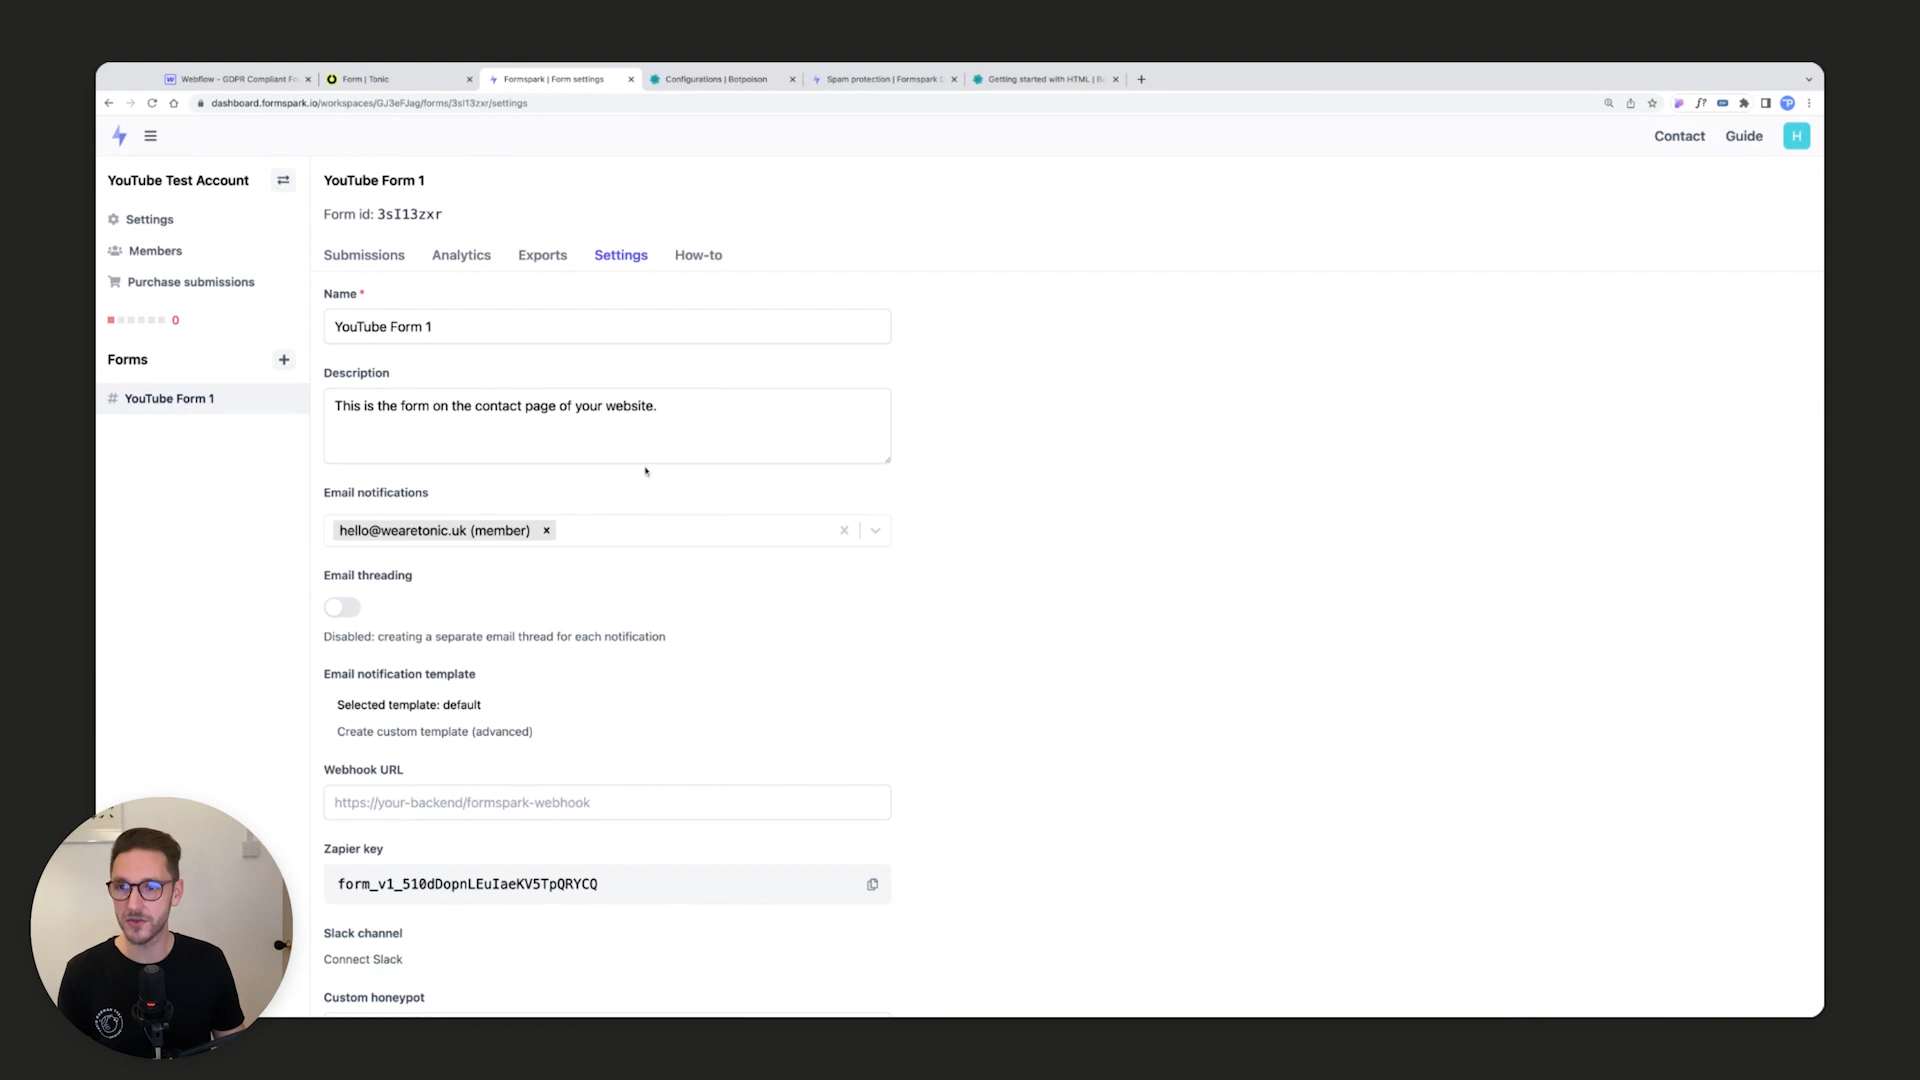 Webflow - GDPR Compliant Fo
Form | Tonic
Formspark | Form settings
Configurations | Botpoison
Spam protection | Formspark D
Getting started with HTML | Bo
dashboard.formspark.io/workspaces/GJ3eFJag/forms/3sI13zxr/settings
Contact
Guide
H
YouTube Test Account
Settings
Members
Purchase submissions
0
Forms
+
# YouTube Form 1
YouTube Form 1
Form id: 3sI13zxr
Submissions
Analytics
Exports
Settings
How-to
Name *
YouTube Form 1
Description
This is the form on the contact page of your website.
Email notifications
hello@wearetonic.uk (member)
Email threading
Disabled: creating a separate email thread for each notification
Email notification template
Selected template: default
Create custom template (advanced)
Webhook URL
https://your-backend/formspark-webhook
Zapier key
form_v1_510dDopnLEuIaeKV5TpQRYCQ
Slack channel
Connect Slack
Custom honeypot